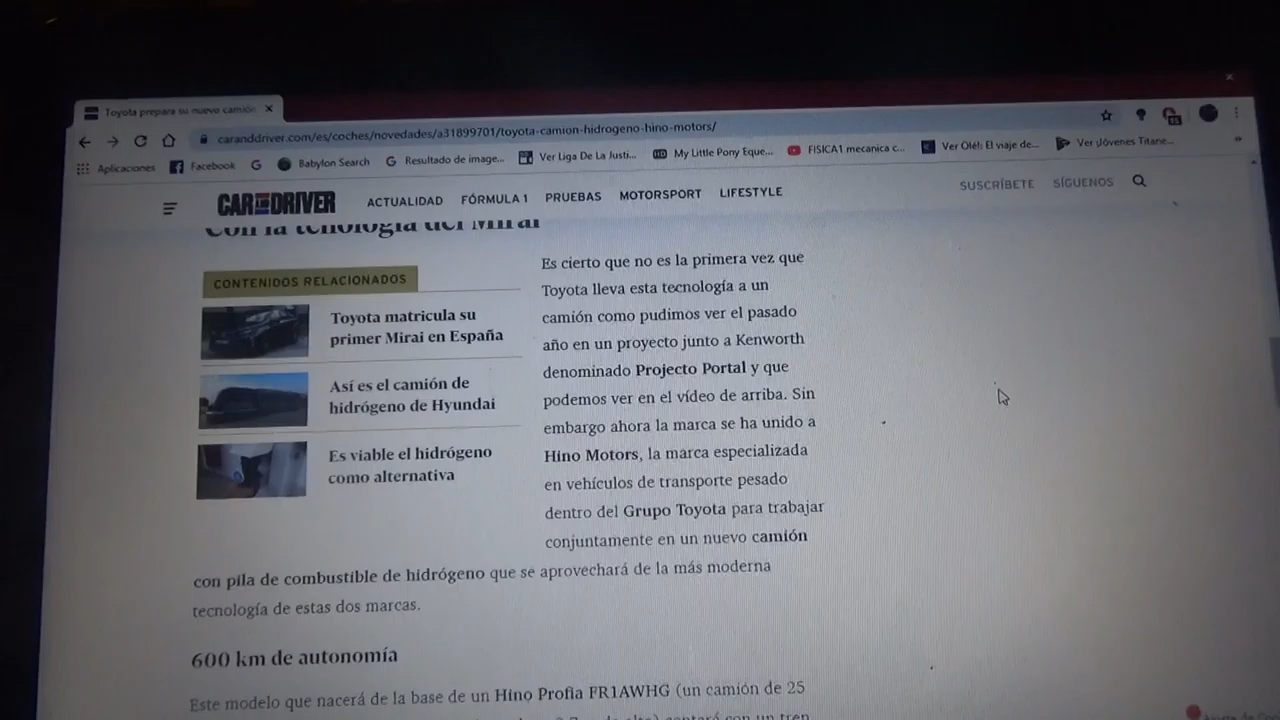 Toyota prepara su nuevo camión
caranddriver.com/es/coches/novedades/a31899701/toyota-camion-hidrogeno-hino-motors/
Aplicaciones Facebook G Babylon Search Resultado de image... Ver Liga De La Justi... My Little Pony Eque... FISICA1 mecanica c... Ver Olé!: El viaje de... Ver Jóvenes Titane...
CAR AND DRIVER ACTUALIDAD FÓRMULA 1 PRUEBAS MOTORSPORT LIFESTYLE SUSCRÍBETE SÍGUENOS
CONTENIDOS RELACIONADOS
Toyota matricula su
primer Mirai en España
Así es el camión de
hidrógeno de Hyundai
Es viable el hidrógeno
como alternativa
Es cierto que no es la primera vez que
Toyota lleva esta tecnología a un
camión como pudimos ver el pasado
año en un proyecto junto a Kenworth
denominado Projecto Portal y que
podemos ver en el vídeo de arriba. Sin
embargo ahora la marca se ha unido a
Hino Motors, la marca especializada
en vehículos de transporte pesado
dentro del Grupo Toyota para trabajar
conjuntamente en un nuevo camión
con pila de combustible de hidrógeno que se aprovechará de la más moderna
tecnología de estas dos marcas.
600 km de autonomía
Este modelo que nacerá de la base de un Hino Profia FR1AWHG (un camión de 25